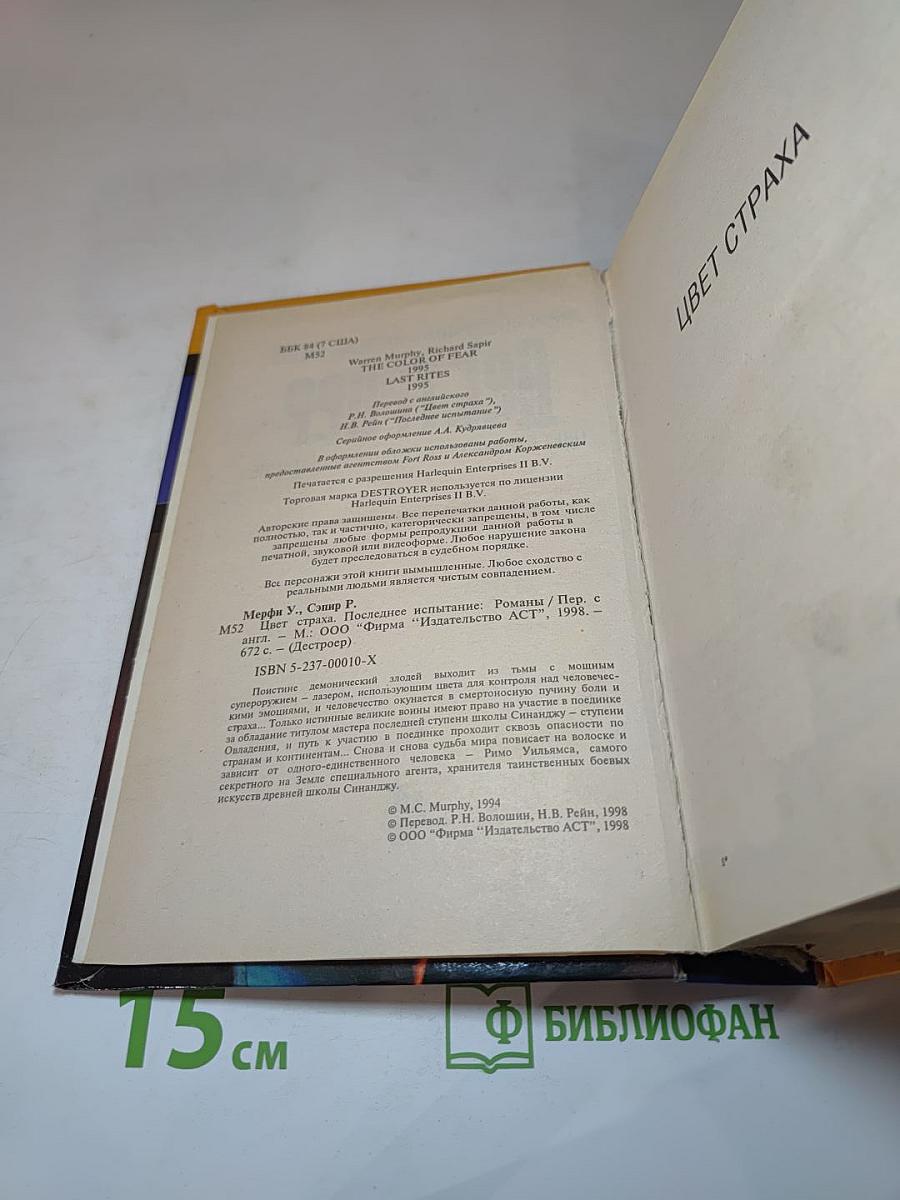 ББК 84 (7 США)
М52
Warren Murphy, Richard Sapir
THE COLOR OF FEAR
1995
LAST RITES
1995
Перевод с английского
Р.Н. Волошина ("Цвет страха"),
Н.В. Рейн ("Последнее испытание")
Серийное оформление А.А. Кудрявцева
В оформлении обложки использованы работы,
предоставленные агентством Fort Ross и Александром Корженевским
Печатается с разрешения Harlequin Enterprises II B.V.
Торговая марка DESTROYER используется по лицензии
Harlequin Enterprises II B.V.
Авторские права защищены. Все перепечатки данной работы, как
полностью, так и частично, категорически запрещены, в том числе
запрещены любые формы репродукции данной работы в
печатной, звуковой или видеоформе. Любое нарушение закона
будет преследоваться в судебном порядке.
Все персонажи этой книги вымышленные. Любое сходство с
реальными людьми является чистым совпадением.
Мерфи У., Сэпир Р.
М52 Цвет страха. Последнее испытание: Романы / Пер. с
англ. – М.: ООО "Фирма "Издательство АСТ", 1998. –
672 с. – (Дестроер)
ISBN 5-237-00010-X
Поистине демонический злодей выходит из тьмы с мощным
супероружием – лазером, использующим цвета для контроля над человечес-
кими эмоциями, и человечество окунается в смертоносную пучину боли и
страха... Только истинные великие воины имеют право на участие в поединке
за обладание титулом мастера последней ступени школы Синанджу – ступени
Овладения, и путь к участию в поединке проходит сквозь опасности по
странам и континентам... Снова и снова судьба мира повисает на волоске и
зависит от одного-единственного человека – Римо Уильямса, самого
секретного на Земле специального агента, хранителя таинственных боевых
искусств древней школы Синанджу.
© M.C. Murphy, 1994
© Перевод. Р.Н. Волошин, Н.В. Рейн, 1998
© ООО "Фирма "Издательство АСТ", 1998
ЦВЕТ СТРАХА
15 см
Ф БИБЛИОФАН